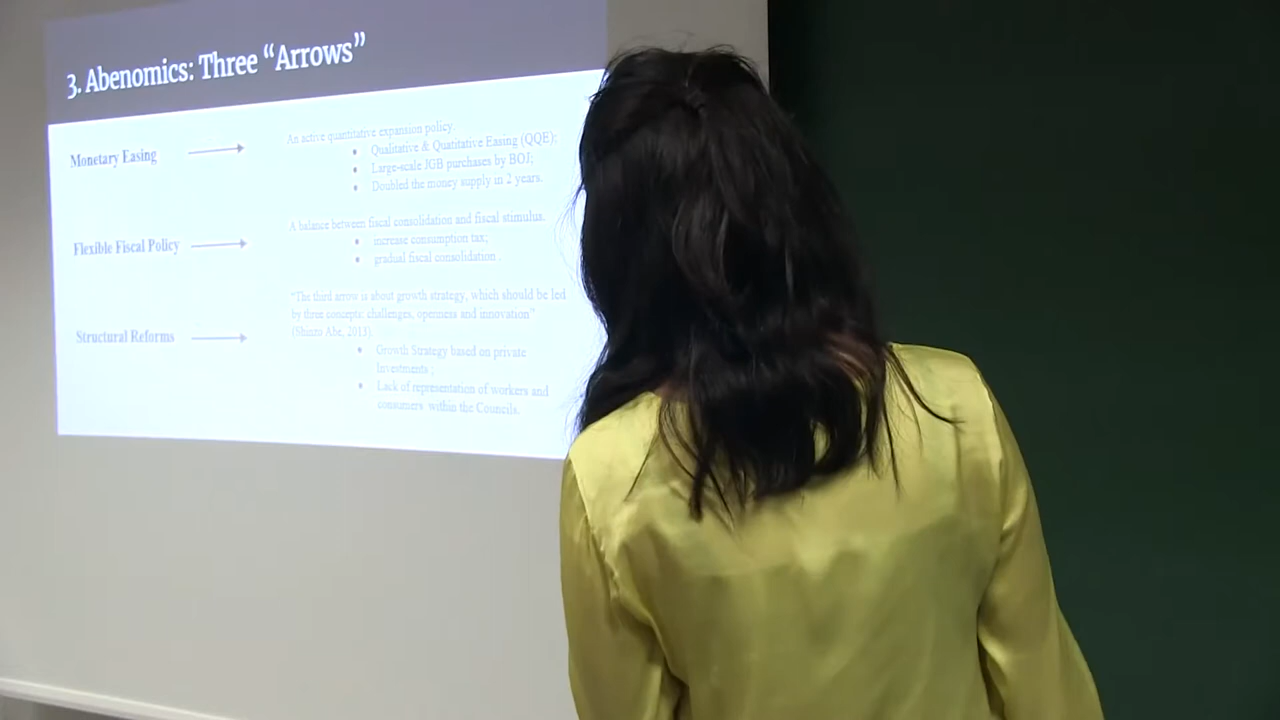 3. Abenomics: Three “Arrows”
Monetary Easing
An active quantitative expansion policy.
Qualitative & Quatitative Easing (QQE);
Large-scale JGB purchases by BOJ;
Doubled the money supply in 2 years.
Flexible Fiscal Policy
A balance between fiscal consolidation and fiscal stimulus.
increase consumption tax;
gradual fiscal consolidation .
Structural Reforms
“The third arrow is about growth strategy, which should be led
by three concepts: challenges, openness and innovation”
(Shinzo Abe, 2013).
Growth Strategy based on private
Investments ;
Lack of representation of workers and
consumers within the Councils.